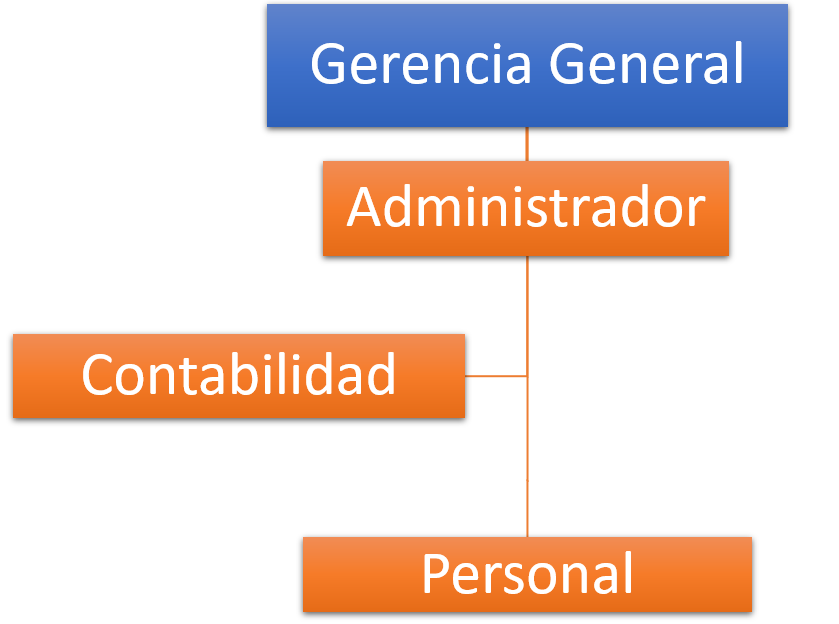 Gerencia General
Administrador
Contabilidad
Personal